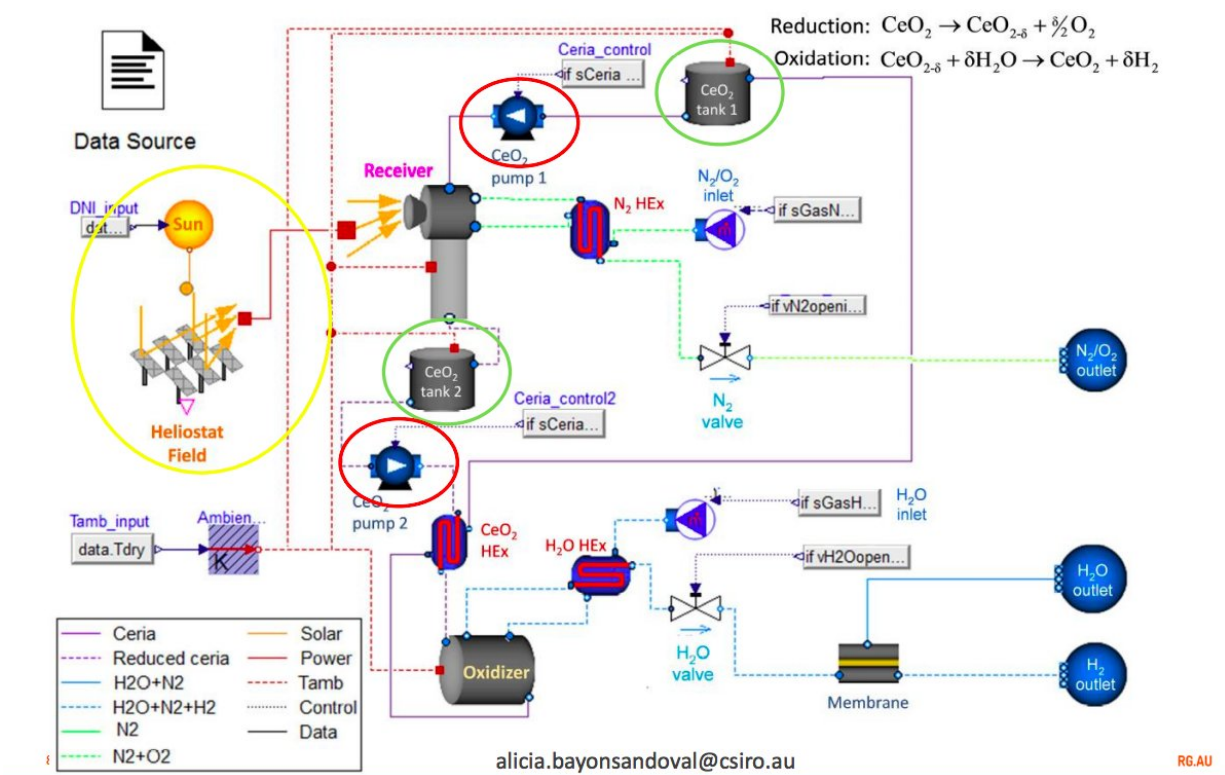 Reduction: CeO₂ → CeO₂₋δ + δ⁄₂O₂
Oxidation: CeO₂₋δ + δH₂O → CeO₂ + δH₂
Data Source
Ceria_control
if sCeria ...
CeO₂
tank 1
CeO₂
pump 1
Receiver
DNI_input
dat...
Sun
N₂ HEx
N₂/O₂
inlet
if sGasN...
if vN2openi...
N₂
valve
N₂/O₂
outlet
CeO₂
tank 2
Heliostat
Field
Ceria_control2
if sCeria...
CeO₂
pump 2
Tamb_input
data.Tdry
Ambien...
K
CeO₂
HEx
H₂O HEx
if sGasH...
H₂O
inlet
if vH2Oopen...
H₂O
valve
Oxidizer
Membrane
H₂O
outlet
H₂
outlet
Ceria
Reduced ceria
H2O+N2
H2O+N2+H2
N2
N2+O2
Solar
Power
Tamb
Control
Data
alicia.bayonsandoval@csiro.au
RG.AU